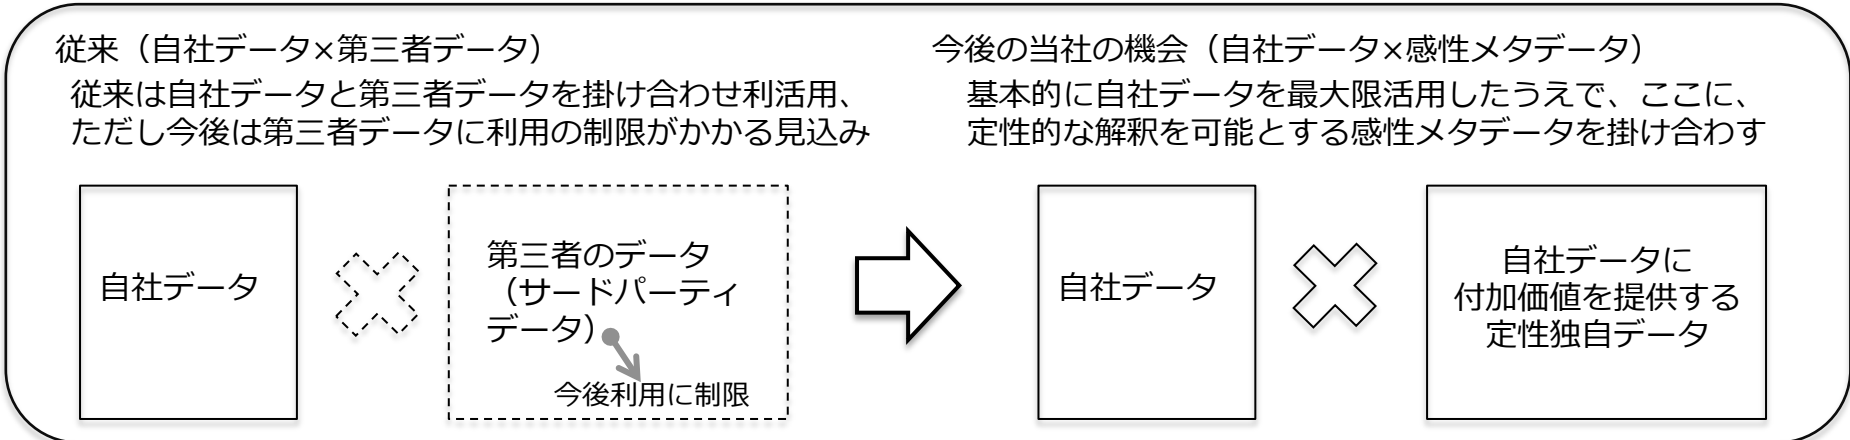 従来（自社データ×第三者データ）
従来は自社データと第三者データを掛け合わせ利活用、
ただし今後は第三者データに利用の制限がかかる見込み
自社データ
第三者のデータ
（サードパーティ
データ）
今後利用に制限
今後の当社の機会（自社データ×感性メタデータ）
基本的に自社データを最大限活用したうえで、ここに、
定性的な解釈を可能とする感性メタデータを掛け合わす
自社データ
自社データに
付加価値を提供する
定性独自データ